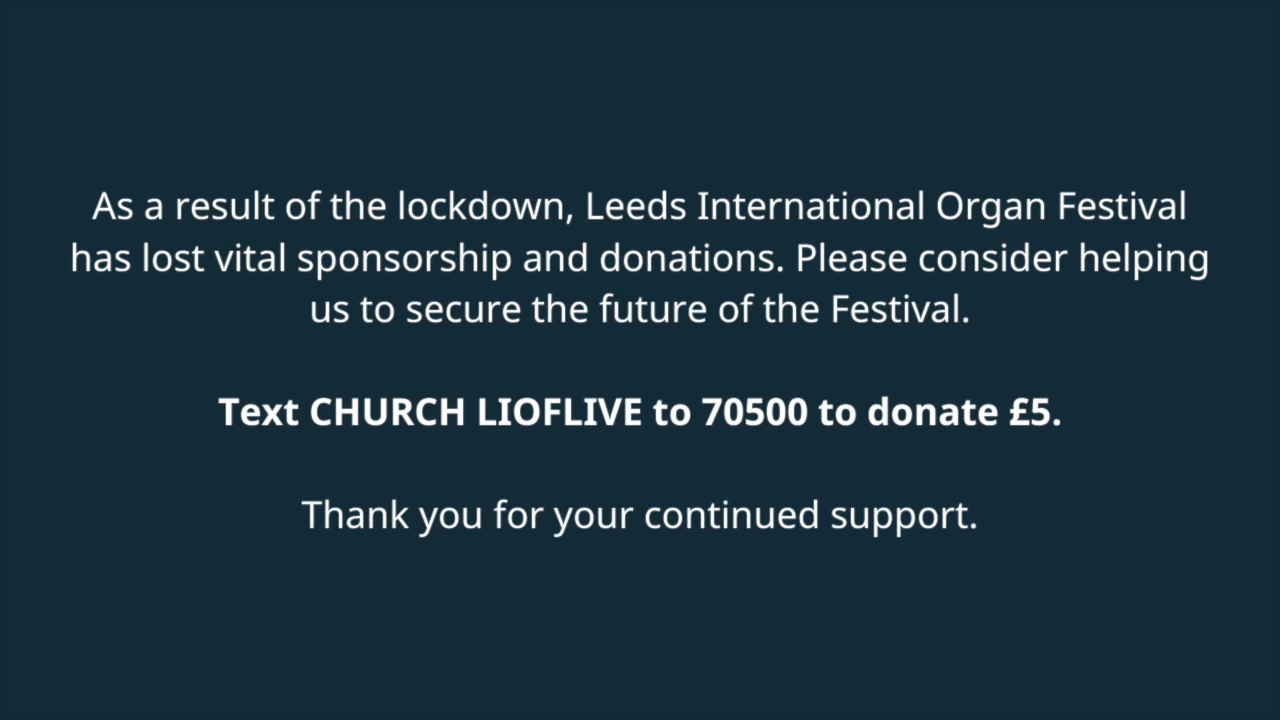 As a result of the lockdown, Leeds International Organ Festival
has lost vital sponsorship and donations. Please consider helping
us to secure the future of the Festival.
Text CHURCH LIOFLIVE to 70500 to donate £5.
Thank you for your continued support.